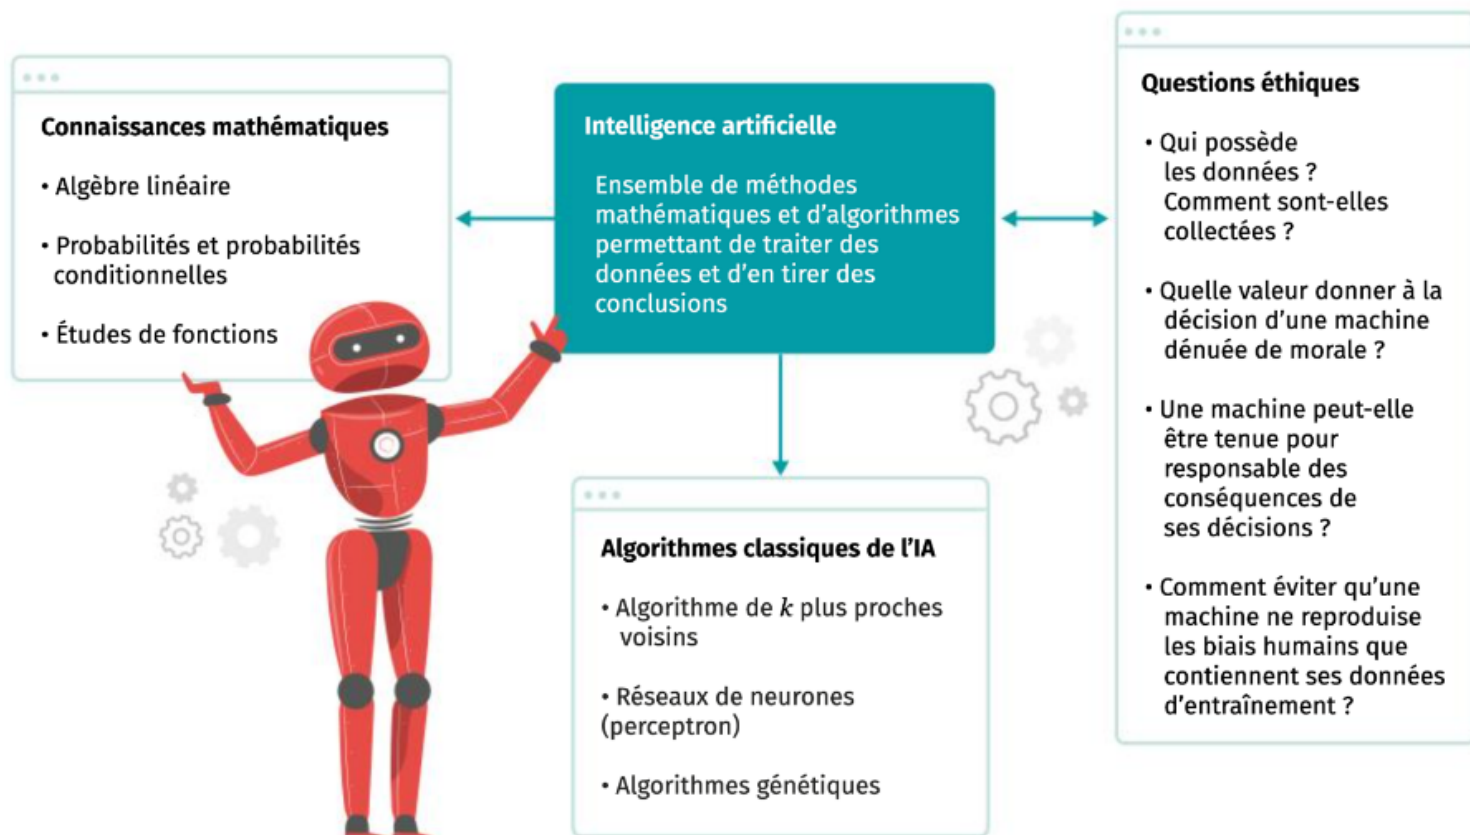 Connaissances mathématiques
• Algèbre linéaire
• Probabilités et probabilités
conditionnelles
• Études de fonctions
Intelligence artificielle
Ensemble de méthodes
mathématiques et d'algorithmes
permettant de traiter des
données et d'en tirer des
conclusions
Algorithmes classiques de l'IA
• Algorithme de k plus proches
voisins
• Réseaux de neurones
(perceptron)
• Algorithmes génétiques
Questions éthiques
• Qui possède
les données ?
Comment sont-elles
collectées ?
• Quelle valeur donner à la
décision d'une machine
dénuée de morale ?
• Une machine peut-elle
être tenue pour
responsable des
conséquences de
ses décisions ?
• Comment éviter qu'une
machine ne reproduise
les biais humains que
contiennent ses données
d'entraînement ?